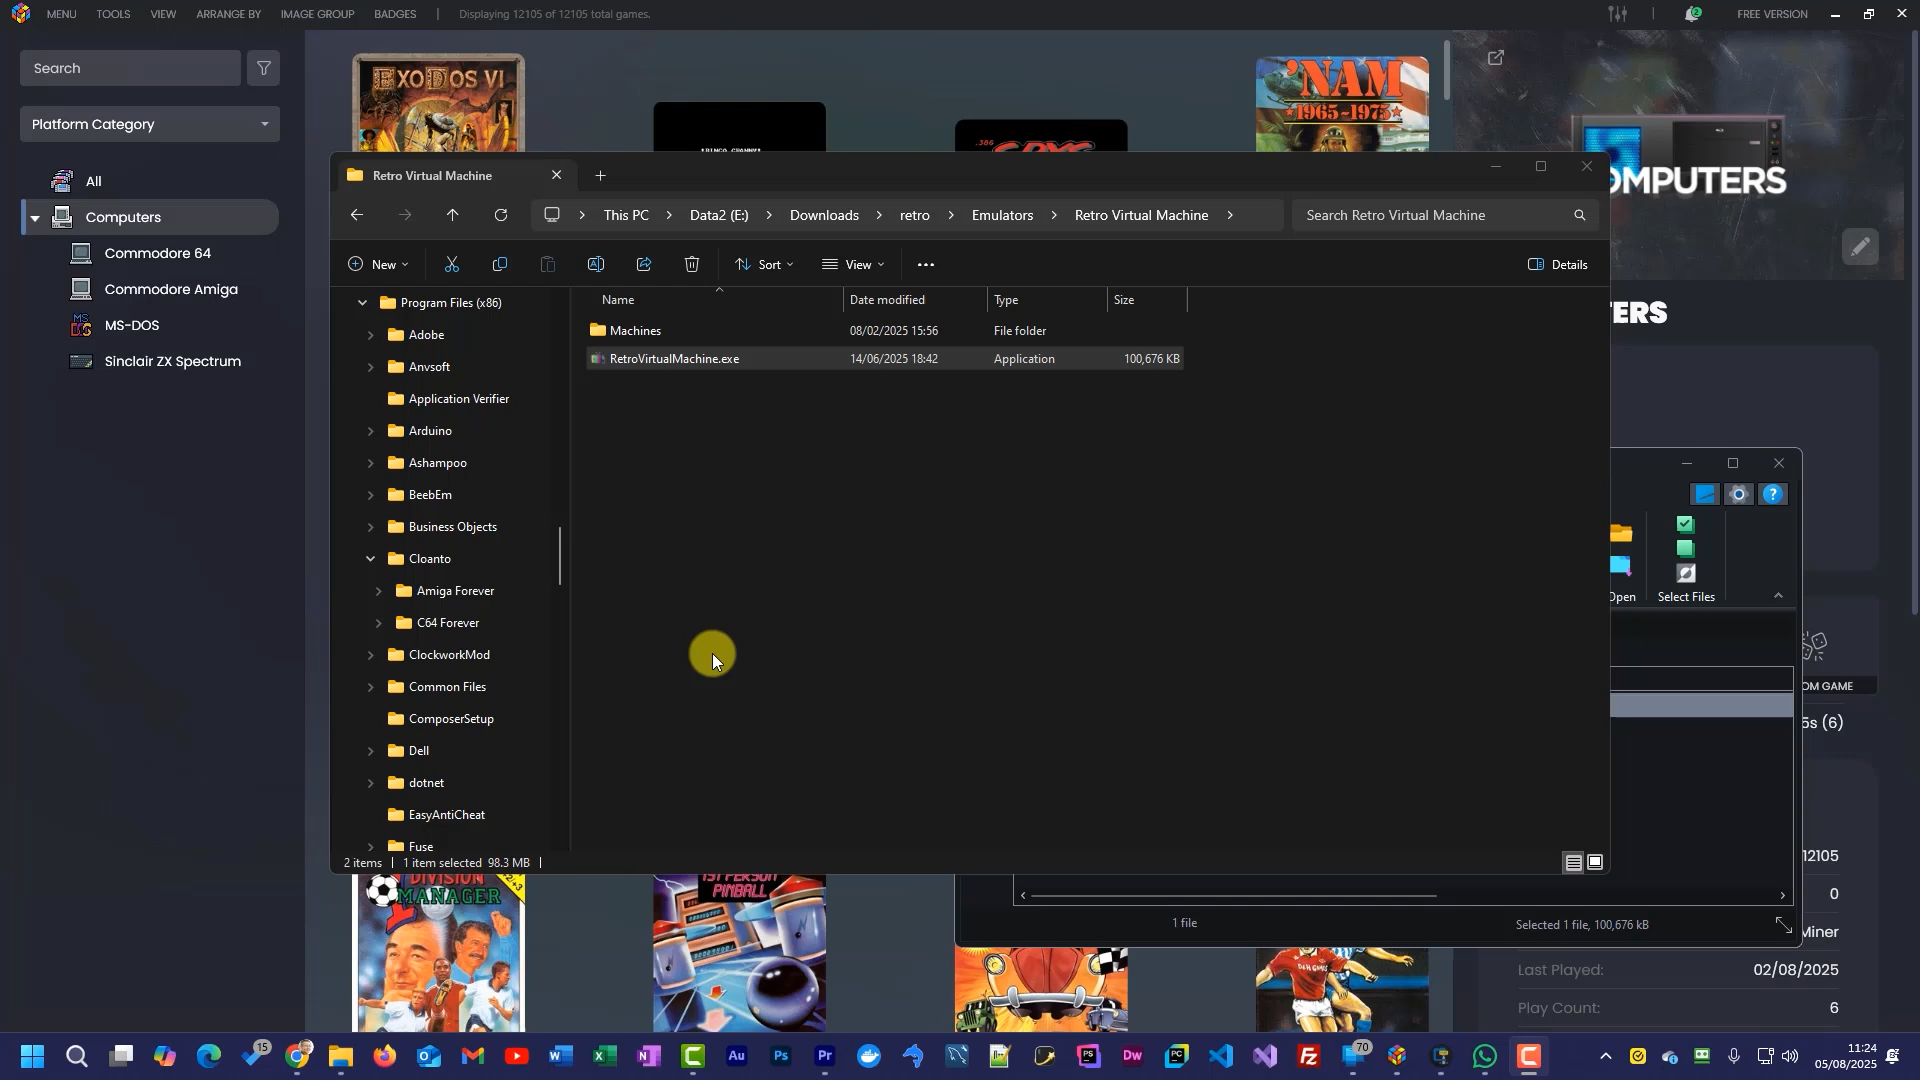 MENU TOOLS VIEW ARRANGE BY IMAGE GROUP BADGES | Displaying 12105 of 12105 total games. 2 FREE VERSION
Search
Platform Category
All
Computers
Commodore 64
Commodore Amiga
MS-DOS
Sinclair ZX Spectrum
EXODOS VI
'NAM
1965-1975
OMPUTERS
Retro Virtual Machine
This PC > Data2 (E:) > Downloads > retro > Emulators > Retro Virtual Machine >
Search Retro Virtual Machine
New Sort View Details
Name Date modified Type Size
Machines 08/02/2025 15:56 File folder
RetroVirtualMachine.exe 14/06/2025 18:42 Application 100,676 KB
Program Files (x86)
Adobe
Anvsoft
Application Verifier
Arduino
Ashampoo
BeebEm
Business Objects
Cloanto
Amiga Forever
C64 Forever
ClockworkMod
Common Files
ComposerSetup
Dell
dotnet
EasyAntiCheat
Fuse
2 items | 1 item selected 98.3 MB |
ERS
Open
Select Files
OM GAME
5s (6)
12105
0
Miner
Last Played: 02/08/2025
Play Count: 6
1 file
Selected 1 file, 100,676 KB
DIVISION
MANAGER
1ST PERSON
PINBALL
15
70
11:24
05/08/2025